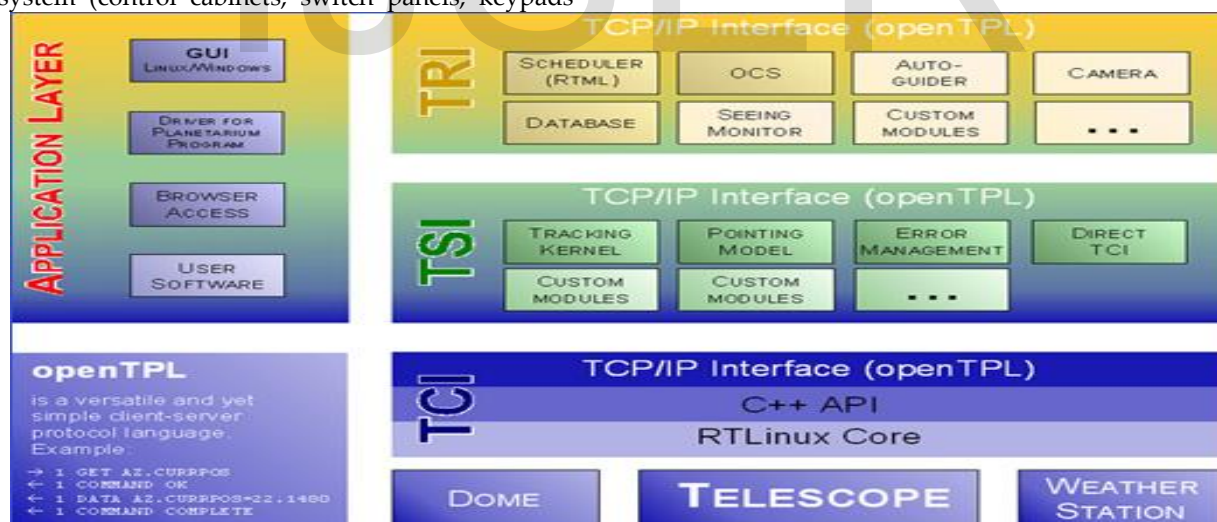 system (control cabinets, switch panels, keypads
APPLICATION LAYER
GUI
LINUX/WINDOWS
DRIVER FOR
PLANETARIUM
PROGRAM
BROWSER
ACCESS
USER
SOFTWARE
TRI
TCP/IP Interface (openTPL)
SCHEDULER
(RTML)
OCS
AUTO-
GUIDER
CAMERA
DATABASE
SEEING
MONITOR
CUSTOM
MODULES
...
TSI
TCP/IP Interface (openTPL)
TRACKING
KERNEL
POINTING
MODEL
ERROR
MANAGEMENT
DIRECT
TCI
CUSTOM
MODULES
CUSTOM
MODULES
...
openTPL
is a versatile and yet
simple client-server
protocol language.
Example:
→ 1 GET AZ.CURRPOS
← 1 COMMAND OK
← 1 DATA AZ.CURRPOS=22.1480
← 1 COMMAND COMPLETE
TCI
TCP/IP Interface (openTPL)
C++ API
RTLinux Core
DOME
TELESCOPE
WEATHER
STATION